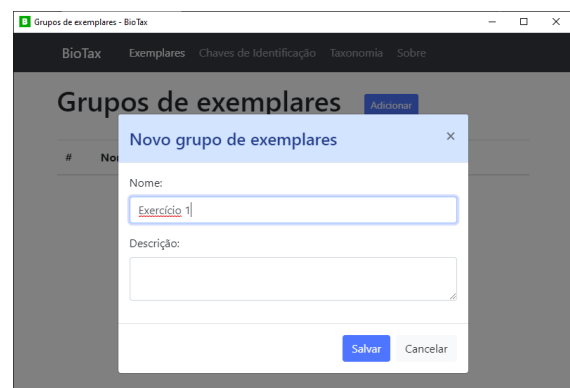 B Grupos de exemplares - BioTax
BioTax Exemplares Chaves de Identificação Taxonomia Sobre
Grupos de exemplares Adicionar
Novo grupo de exemplares ×
# No
Nome:
Exercício 1
Descrição:
Salvar Cancelar